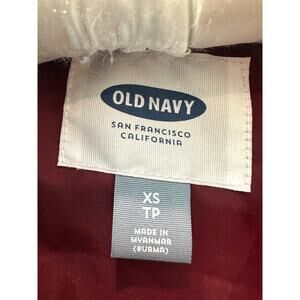 OLD NAVY
SAN FRANCISCO
CALIFORNIA
XS
TP
MADE IN
MYANMAR
(BURMA)